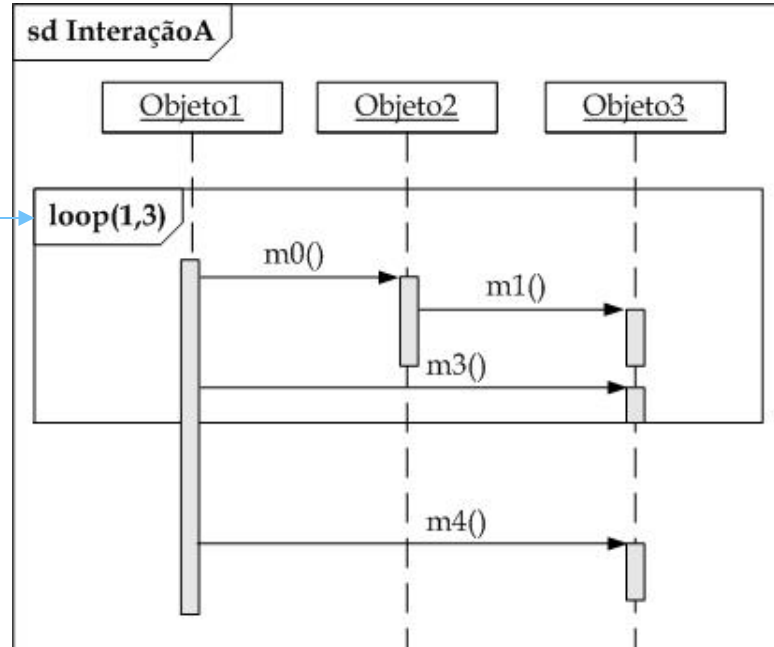 sd InteraçãoA
Objeto1 Objeto2 Objeto3
loop(1,3)
m0()
m1()
m3()
m4()